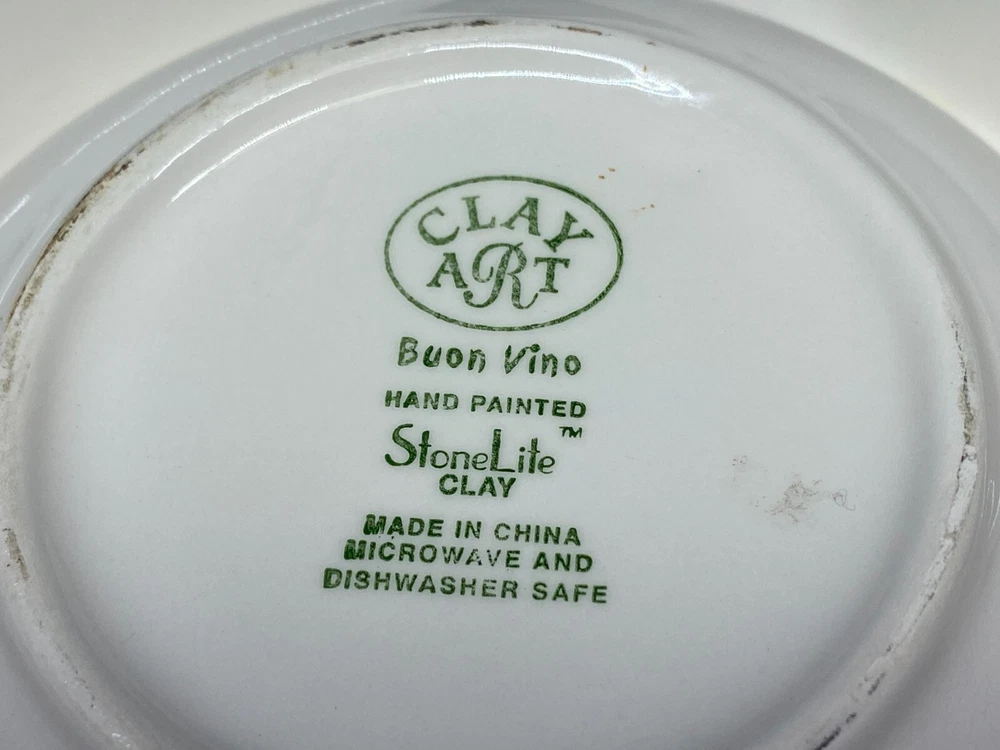 CLAY
ART
Buon Vino
HAND PAINTED
StoneLite™
CLAY
MADE IN CHINA
MICROWAVE AND
DISHWASHER SAFE